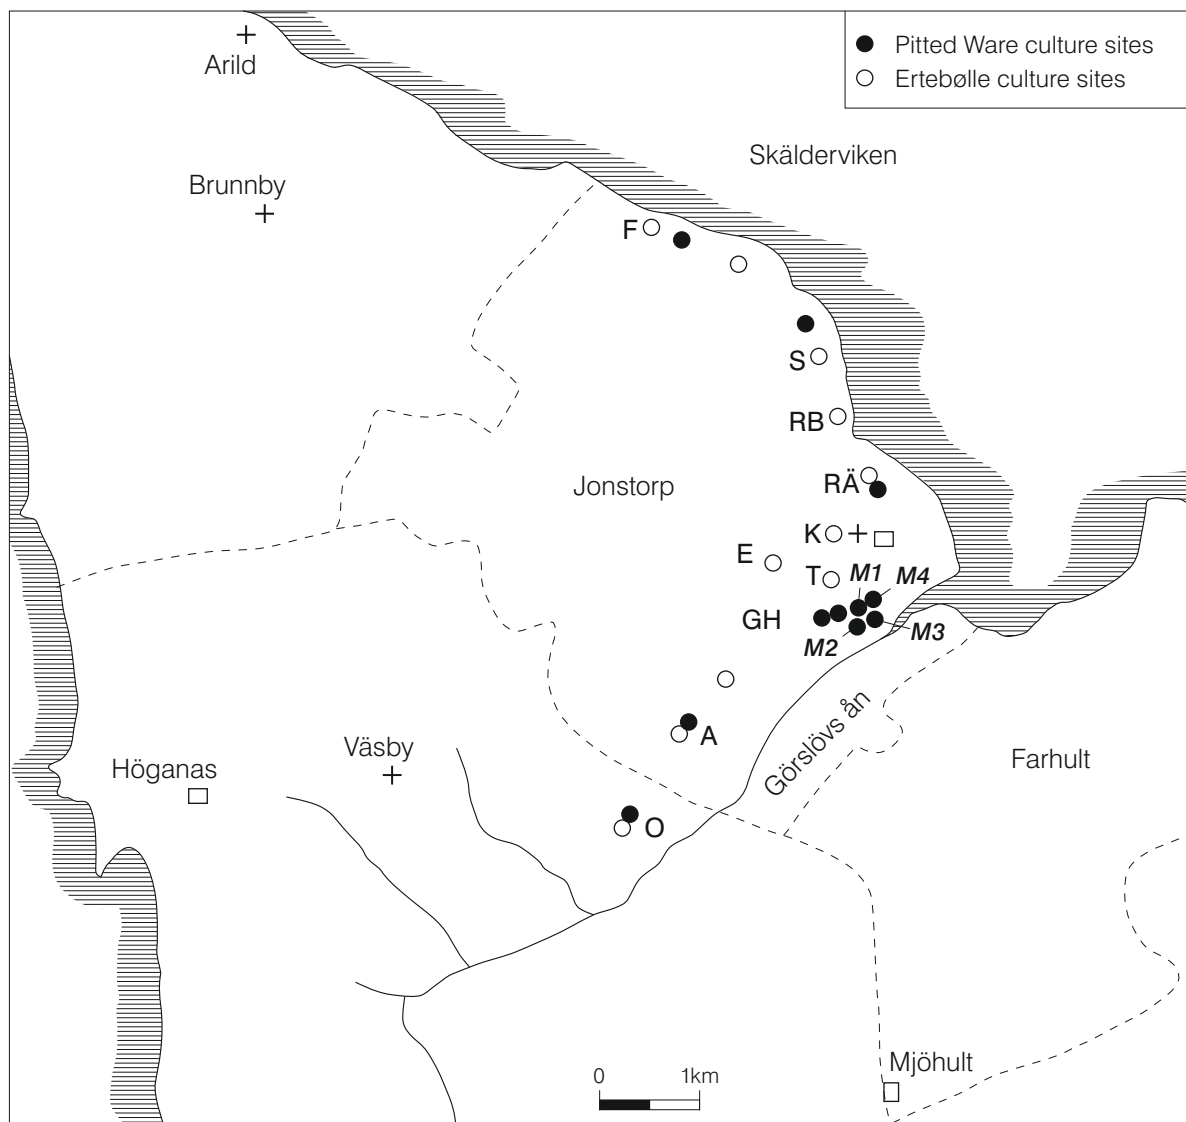 Pitted Ware culture sites
Ertebølle culture sites
Arild
Skälderviken
Brunnby
F
S
RB
Jonstorp
RÄ
K
E
T
M1
M4
GH
M3
M2
A
Görslövs ån
Väsby
Farhult
Höganas
O
Mjöhult
0 1km